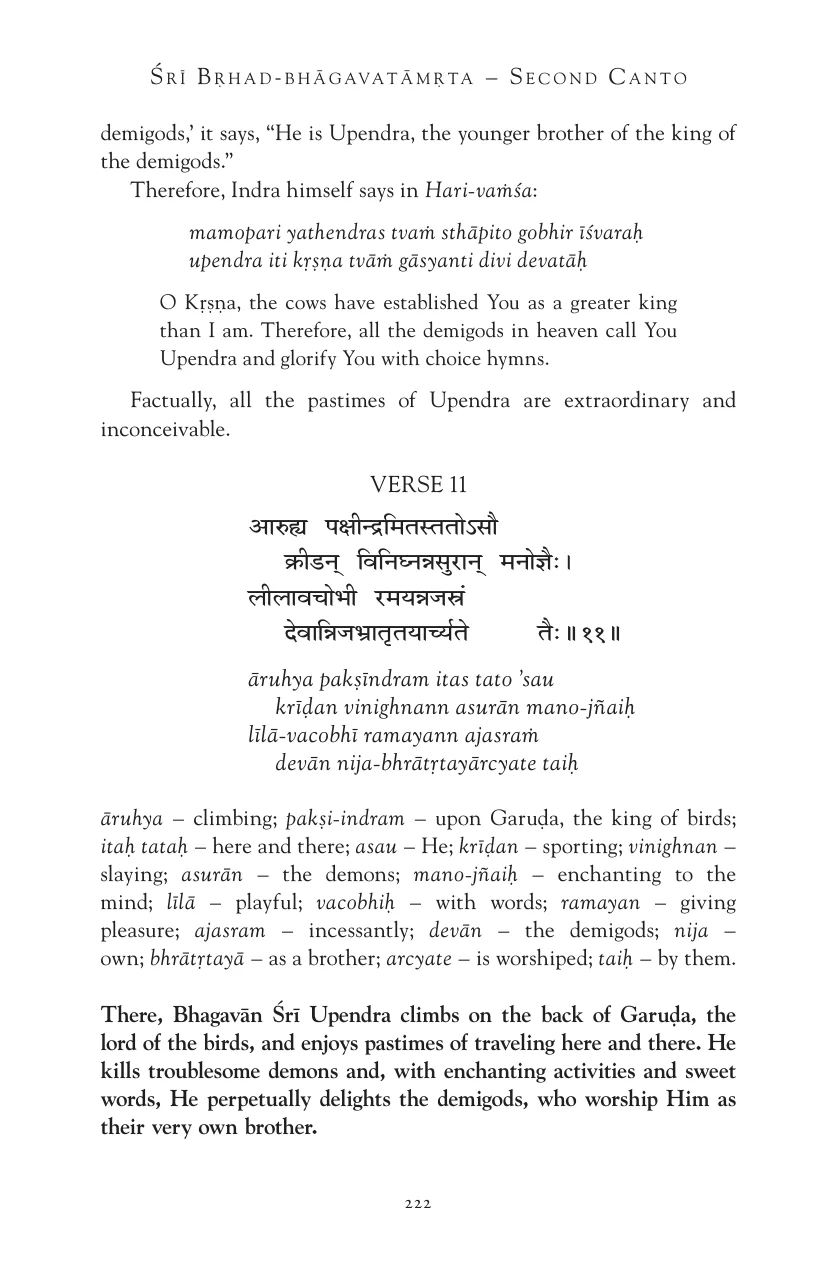 Śrī Bṛhad-bhāgavatāmṛta – Second Canto
demigods,’ it says, “He is Upendra, the younger brother of the king of
the demigods.”
Therefore, Indra himself says in Hari-vaṁśa:
mamopari yathendras tvaṁ sthāpito gobhir īśvaraḥ
upendra iti kṛṣṇa tvāṁ gāsyanti divi devatāḥ
O Kṛṣṇa, the cows have established You as a greater king
than I am. Therefore, all the demigods in heaven call You
Upendra and glorify You with choice hymns.
Factually, all the pastimes of Upendra are extraordinary and
inconceivable.
VERSE 11
आरुह्य पक्षीन्द्रमितस्ततोऽसौ
क्रीडन् विनिघ्नन्नसुरान् मनोज्ञैः।
लीलावचोभी रमयन्नजस्रं
देवान्निजभ्रातृतयार्च्यते तैः॥११॥
āruhya pakṣīndram itas tato ’sau
krīḍan vinighnann asurān mano-jñaiḥ
līlā-vacobhī ramayann ajasraṁ
devān nija-bhrātṛtayārcyate taiḥ
āruhya – climbing; pakṣi-indram – upon Garuḍa, the king of birds;
itaḥ tataḥ – here and there; asau – He; krīḍan – sporting; vinighnan –
slaying; asurān – the demons; mano-jñaiḥ – enchanting to the
mind; līlā – playful; vacobhiḥ – with words; ramayan – giving
pleasure; ajasram – incessantly; devān – the demigods; nija –
own; bhrātṛtayā – as a brother; arcyate – is worshiped; taiḥ – by them.
There, Bhagavān Śrī Upendra climbs on the back of Garuḍa, the
lord of the birds, and enjoys pastimes of traveling here and there. He
kills troublesome demons and, with enchanting activities and sweet
words, He perpetually delights the demigods, who worship Him as
their very own brother.
222